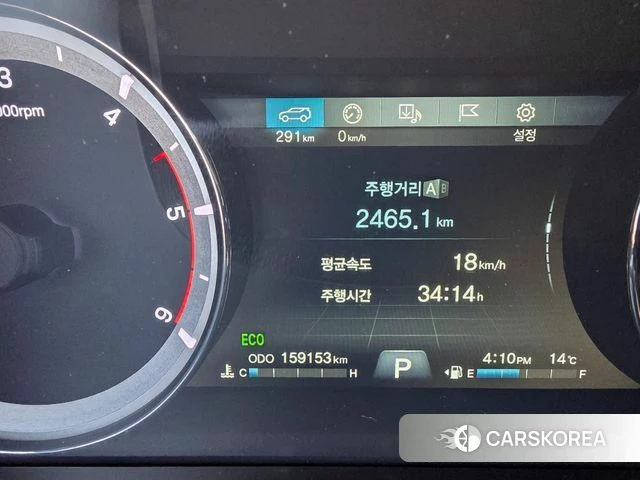 3
000rpm
4
5
6
291 km
0 km/h
설정
주행거리 A B
2465.1 km
평균속도 18 km/h
주행시간 34:14 h
ECO
ODO 159153 km
C H
P
4:10 PM 14℃
E F
CARSKOREA